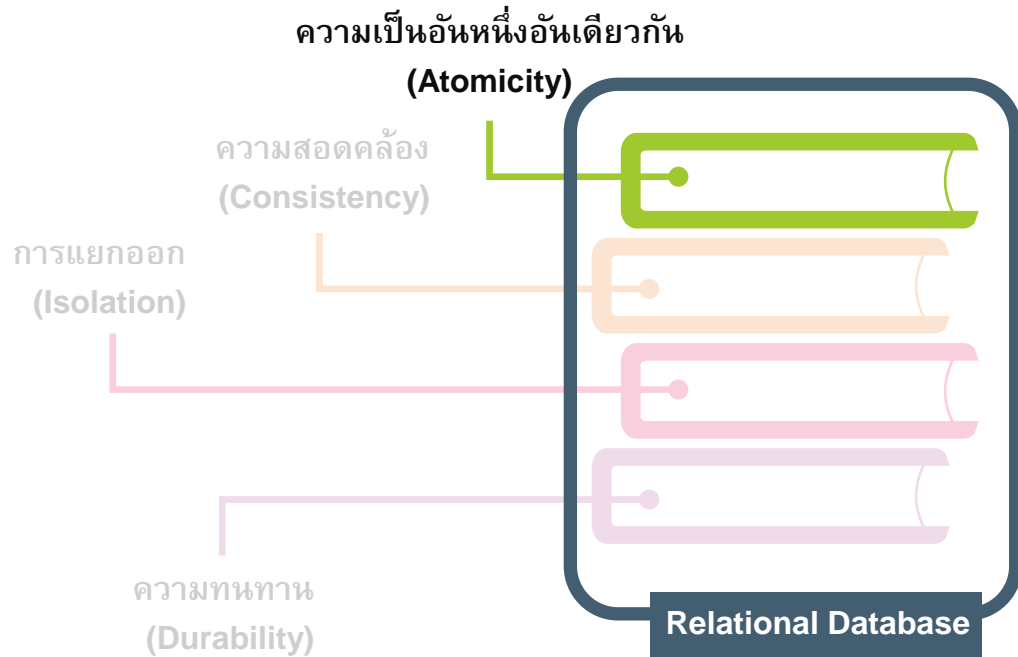 ความเป็นอันหนึ่งอันเดียวกัน
(Atomicity)
ความสอดคล้อง
(Consistency)
การแยกออก
(Isolation)
ความทนทาน
(Durability)
Relational Database